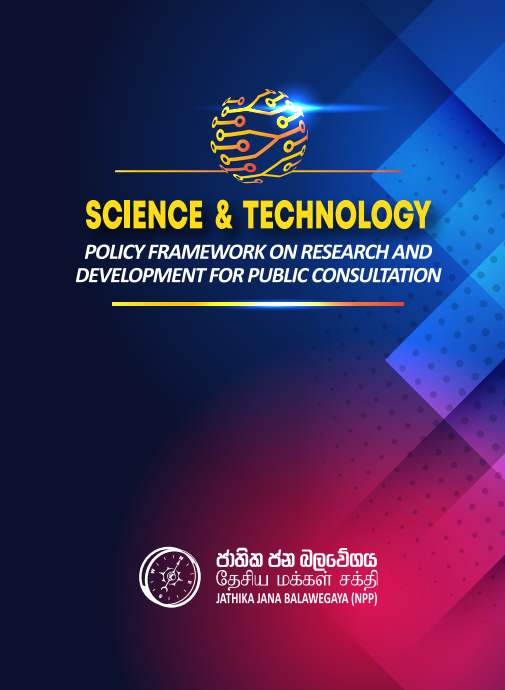 SCIENCE & TECHNOLOGY
POLICY FRAMEWORK ON RESEARCH AND
DEVELOPMENT FOR PUBLIC CONSULTATION
ජාතික ජන බලවේගය
தேசிய மக்கள் சக்தி
JATHIKA JANA BALAWEGAYA (NPP)